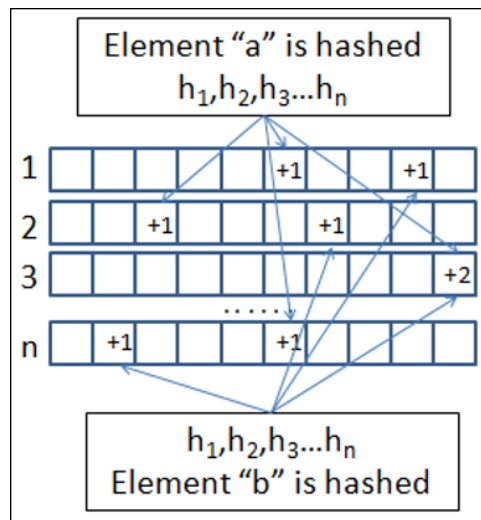 Element “a” is hashed
h₁,h₂,h₃...hₙ
1 +1 +1
2 +1 +1
3 +2
......
n +1 +1
h₁,h₂,h₃...hₙ
Element “b” is hashed